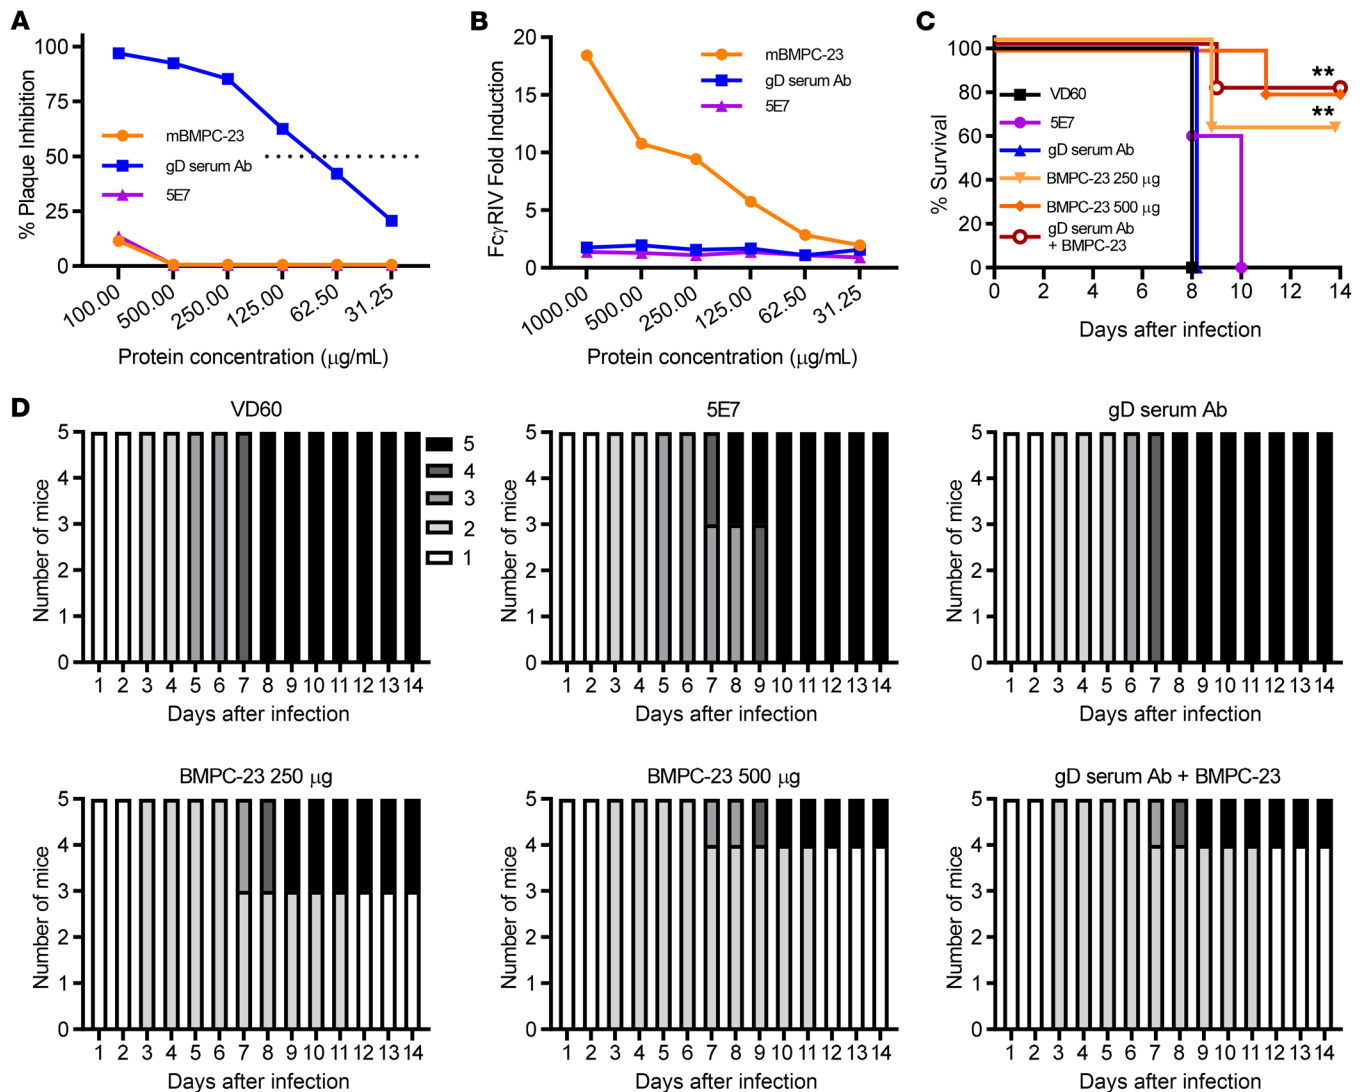 A
% Plaque Inhibition
100
75
50
25
0
mBMPC-23
gD serum Ab
5E7
100.00
500.00
250.00
125.00
62.50
31.25
Protein concentration (μg/mL)
B
FcγRIV Fold Induction
20
15
10
5
0
mBMPC-23
gD serum Ab
5E7
1000.00
500.00
250.00
125.00
62.50
31.25
Protein concentration (μg/mL)
C
% Survival
100
80
60
40
20
0
VD60
5E7
gD serum Ab
BMPC-23 250 μg
BMPC-23 500 μg
gD serum Ab
+ BMPC-23
**
**
0 2 4 6 8 10 12 14
Days after infection
D
VD60
Number of mice
5
4
3
2
1
0
1 2 3 4 5 6 7 8 9 10 11 12 13 14
Days after infection
5
4
3
2
1
5E7
Number of mice
5
4
3
2
1
0
1 2 3 4 5 6 7 8 9 10 11 12 13 14
Days after infection
gD serum Ab
Number of mice
5
4
3
2
1
0
1 2 3 4 5 6 7 8 9 10 11 12 13 14
Days after infection
BMPC-23 250 μg
Number of mice
5
4
3
2
1
0
1 2 3 4 5 6 7 8 9 10 11 12 13 14
Days after infection
BMPC-23 500 μg
Number of mice
5
4
3
2
1
0
1 2 3 4 5 6 7 8 9 10 11 12 13 14
Days after infection
gD serum Ab + BMPC-23
Number of mice
5
4
3
2
1
0
1 2 3 4 5 6 7 8 9 10 11 12 13 14
Days after infection